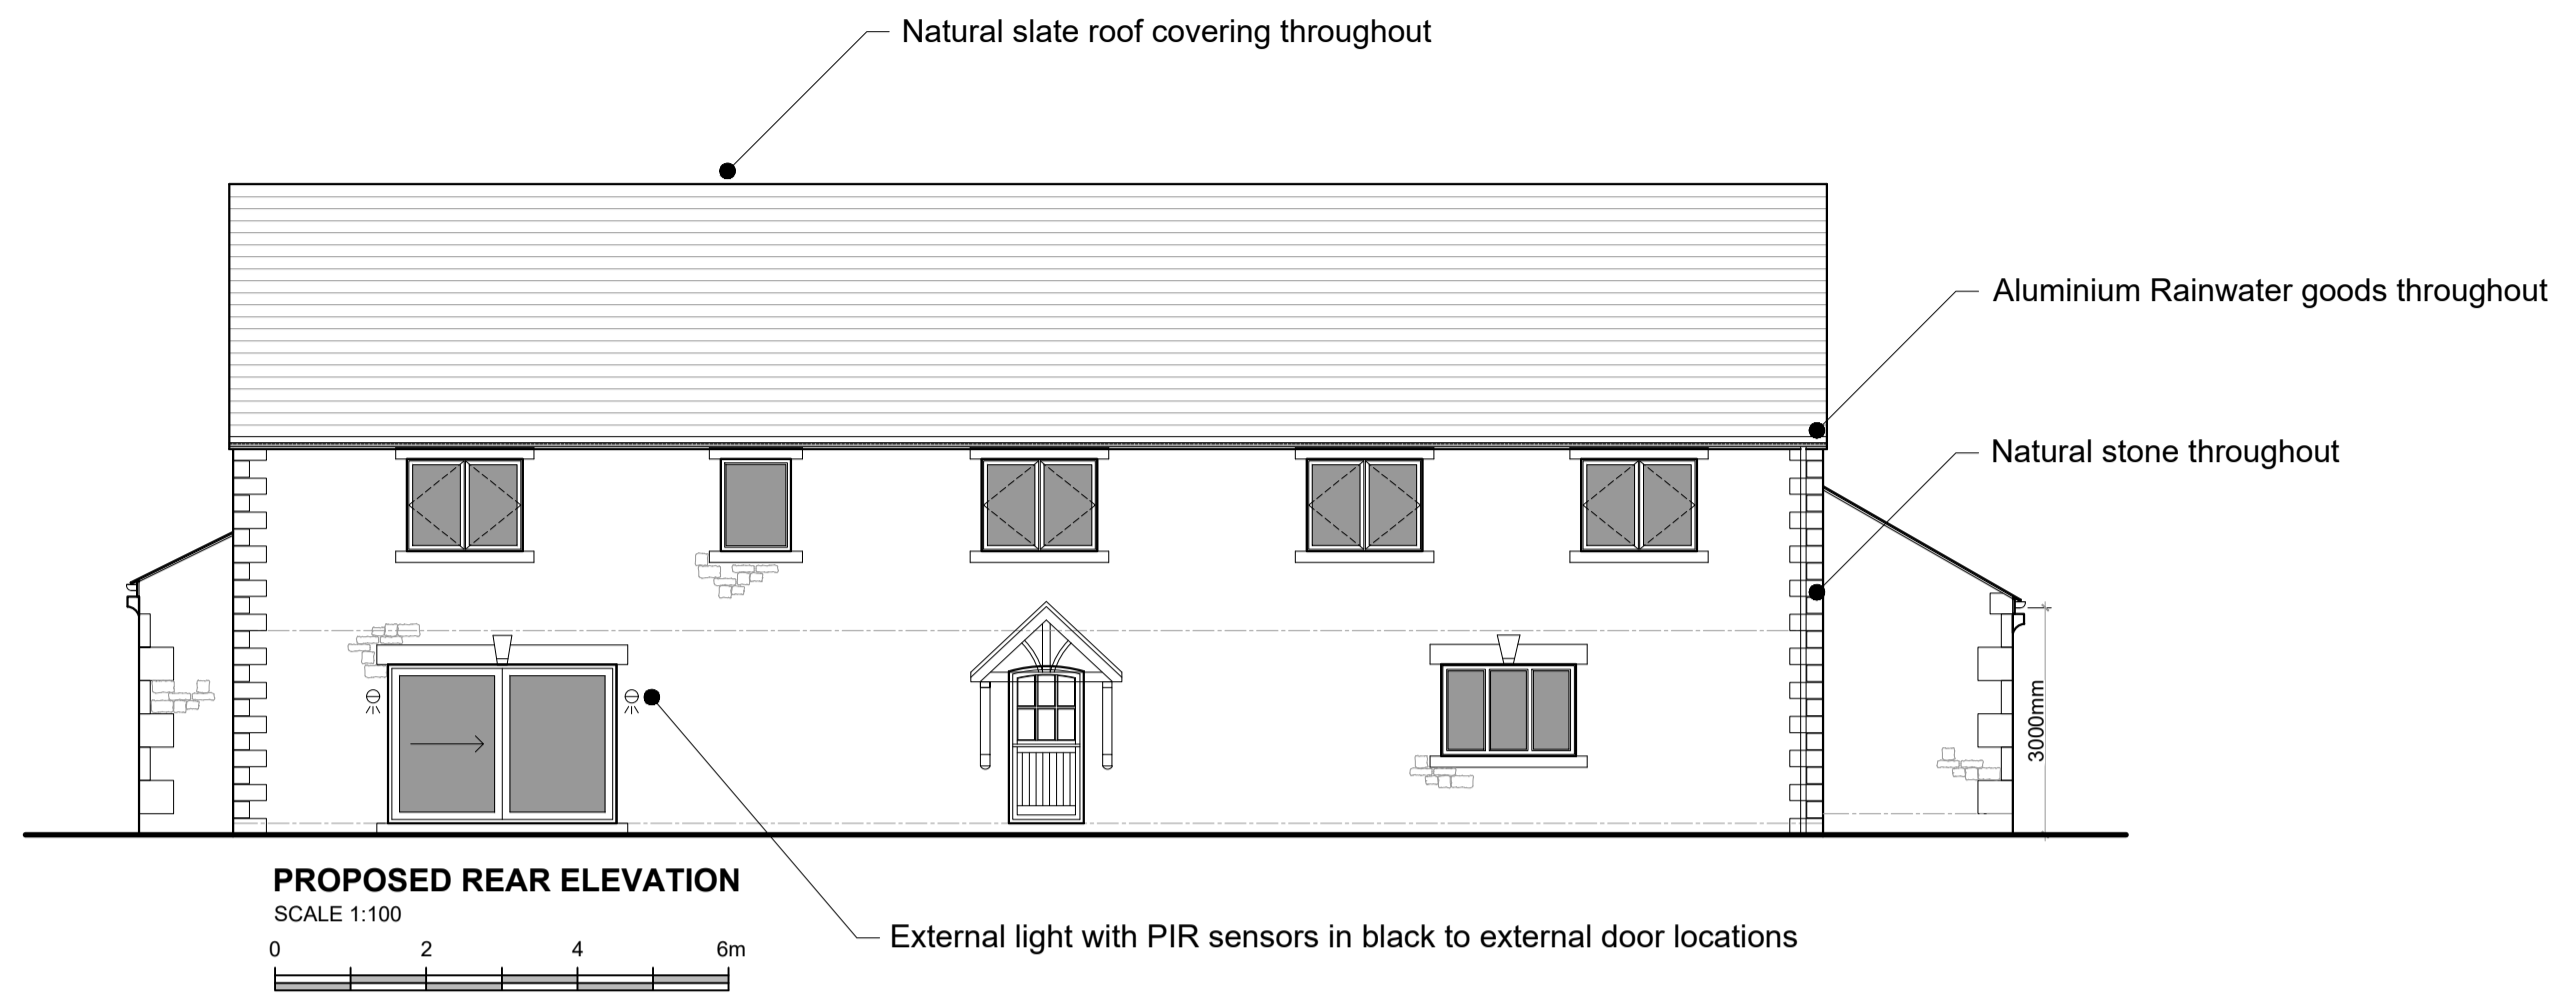 Natural slate roof covering throughout
Aluminium Rainwater goods throughout
Natural stone throughout
3000mm
PROPOSED REAR ELEVATION
SCALE 1:100
0 2 4 6m
External light with PIR sensors in black to external door locations